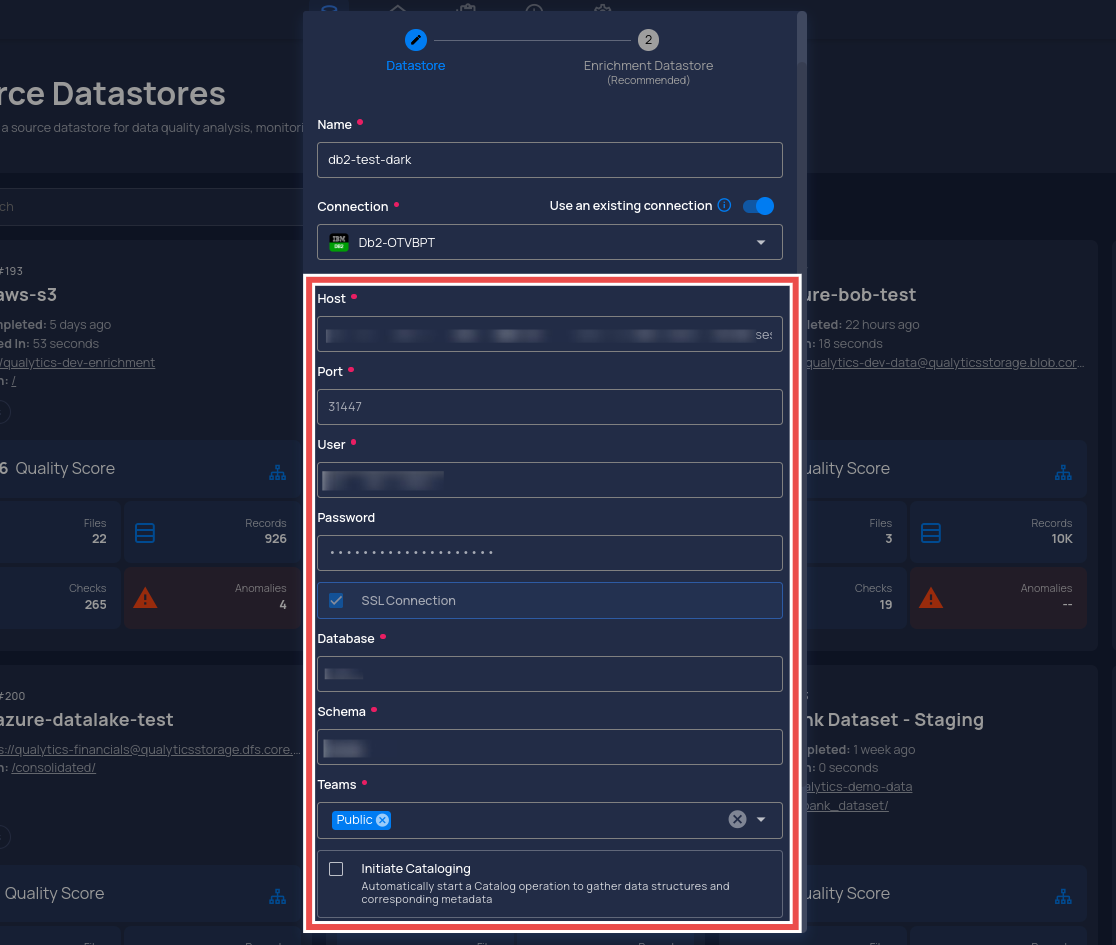 Datastore
2
Enrichment Datastore
(Recommended)
rce Datastores
a source datastore for data quality analysis, monitori
Name
db2-test-dark
Connection
Use an existing connection
IBM
DB2
Db2-OTVBPT
Host
Port
31447
User
Password
SSL Connection
Database
Schema
Teams
Public
Initiate Cataloging
Automatically start a Catalog operation to gather data structures and
corresponding metadata
ch
#193
aws-s3
mpleted: 5 days ago
ed In: 53 seconds
/qualytics-dev-enrichment
n: /
6 Quality Score
Files
22
Records
926
Checks
265
Anomalies
4
#200
azure-datalake-test
s://qualytics-financials@qualyticsstorage.dfs.core....
n: /consolidated/
Quality Score
ure-bob-test
leted: 22 hours ago
n: 18 seconds
qualytics-dev-data@qualyticsstorage.blob.cor...
uality Score
Files
3
Records
10K
Checks
19
Anomalies
--
nk Dataset - Staging
pleted: 1 week ago
n: 0 seconds
alytics-demo-data
bank_dataset/
uality Score